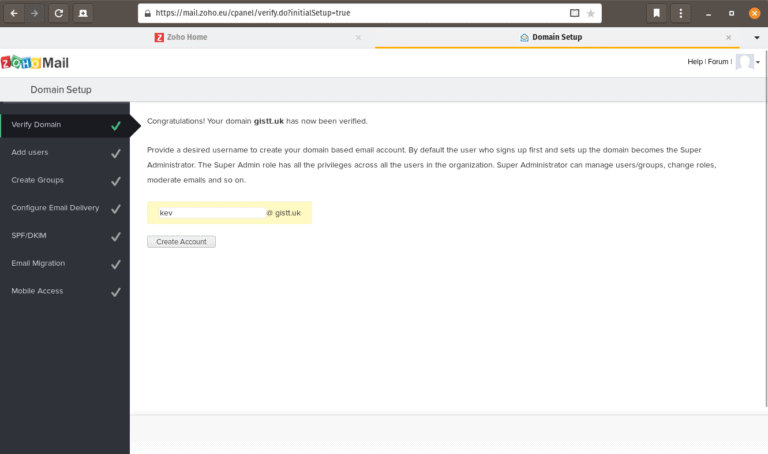 https://mail.zoho.eu/cpanel/verify.do?initialSetup=true
Zoho Home
Domain Setup
ZOHO Mail
Help | Forum |
Domain Setup
Verify Domain
Add users
Create Groups
Configure Email Delivery
SPF/DKIM
Email Migration
Mobile Access
Congratulations! Your domain gistt.uk has now been verified.
Provide a desired username to create your domain based email account. By default the user who signs up first and sets up the domain becomes the Super
Administrator. The Super Admin role has all the privileges across all the users in the organization. Super Administrator can manage users/groups, change roles,
moderate emails and so on.
kev @ gistt.uk
Create Account